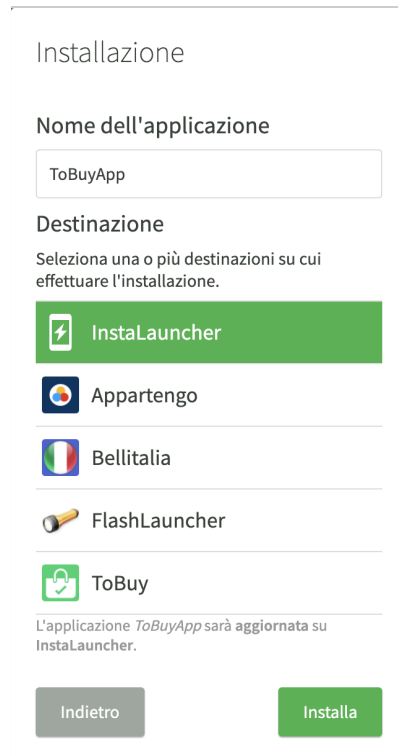 Installazione
Nome dell'applicazione
ToBuyApp
Destinazione
Seleziona una o più destinazioni su cui
effettuare l'installazione.
InstaLauncher
Appartengo
Bellitalia
FlashLauncher
ToBuy
L'applicazione ToBuyApp sarà aggiornata su
InstaLauncher.
Indietro
Installa